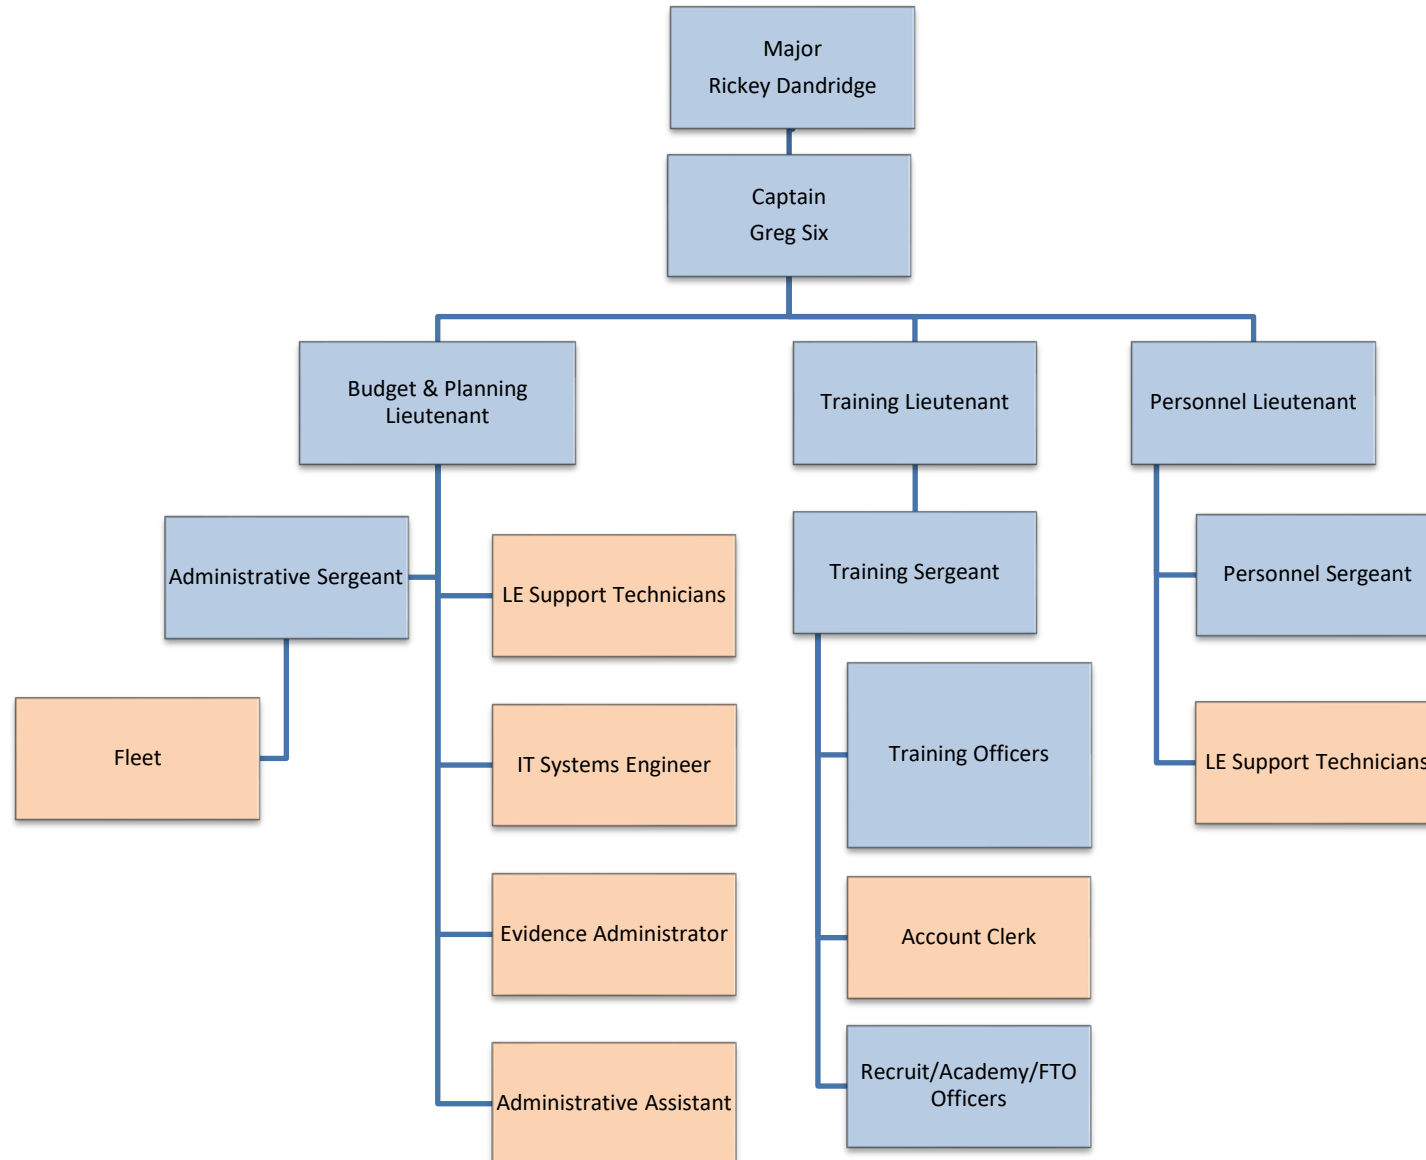 Major
Rickey Dandridge
Captain
Greg Six
Budget & Planning
Lieutenant
Training Lieutenant
Personnel Lieutenant
Administrative Sergeant
LE Support Technicians
Training Sergeant
Personnel Sergeant
Fleet
IT Systems Engineer
Training Officers
LE Support Technicians
Evidence Administrator
Account Clerk
Administrative Assistant
Recruit/Academy/FTO
Officers